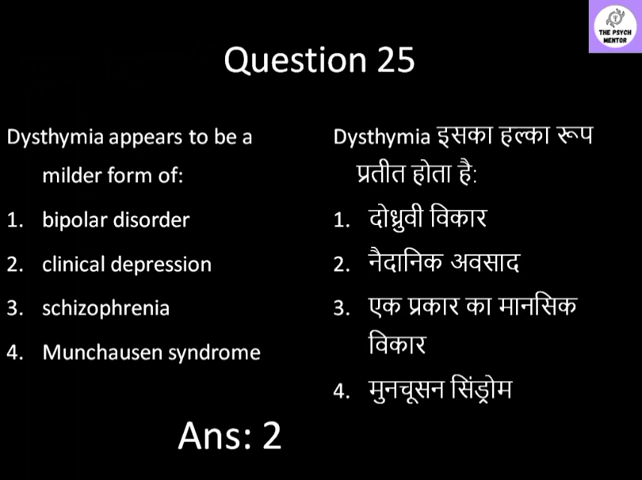 THE PSYCH
MENTOR
Question 25
Dysthymia appears to be a
milder form of:
1. bipolar disorder
2. clinical depression
3. schizophrenia
4. Munchausen syndrome
Dysthymia इसका हल्का रूप
प्रतीत होता है:
1. दोध्रुवी विकार
2. नैदानिक अवसाद
3. एक प्रकार का मानसिक
विकार
4. मुनचूसन सिंड्रोम
Ans: 2